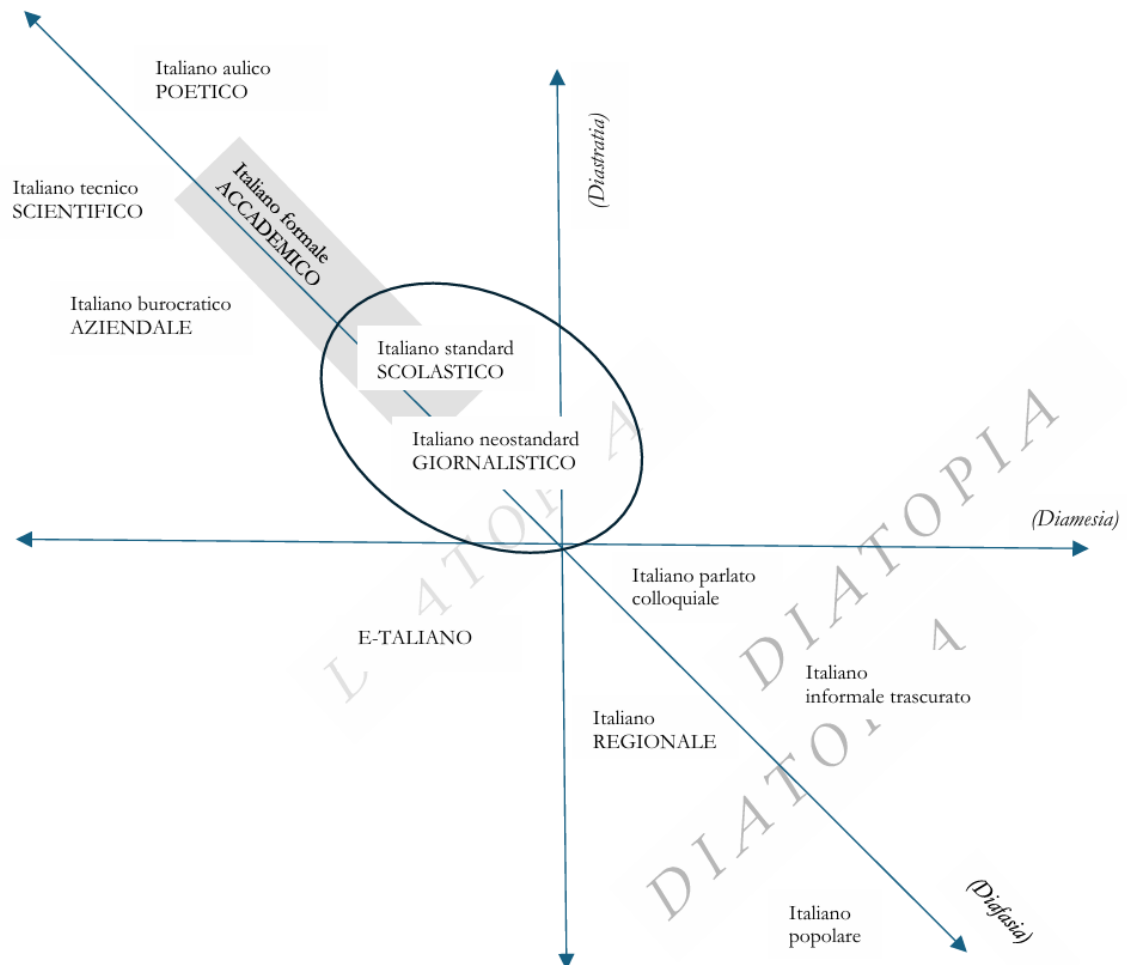 Italiano aulico
POETICO
(Diastratia)
Italiano tecnico
SCIENTIFICO
Italiano formale
ACCADEMICO
Italiano burocratico
AZIENDALE
Italiano standard
SCOLASTICO
Italiano neostandard
GIORNALISTICO
(Diamesia)
DIATOPIA
Italiano parlato
colloquiale
E-TALIANO
Italiano
informale trascurato
Italiano
REGIONALE
(Diafasia)
Italiano
popolare